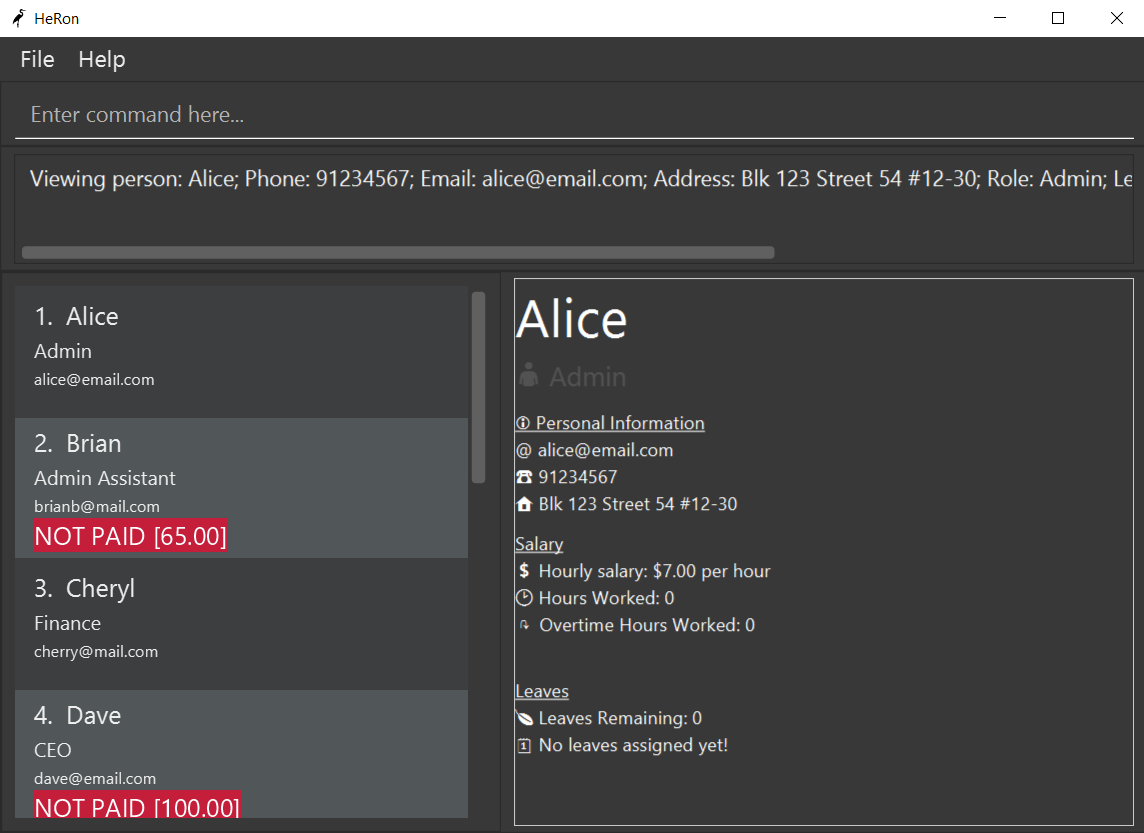 HeRon
File Help
Enter command here...
Viewing person: Alice; Phone: 91234567; Email: alice@email.com; Address: Blk 123 Street 54 #12-30; Role: Admin; Le
1. Alice
Admin
alice@email.com
2. Brian
Admin Assistant
brianb@mail.com
NOT PAID [65.00]
3. Cheryl
Finance
cherry@mail.com
4. Dave
CEO
dave@email.com
NOT PAID [100.00]
Alice
Admin
Personal Information
@ alice@email.com
91234567
Blk 123 Street 54 #12-30
Salary
$ Hourly salary: $7.00 per hour
Hours Worked: 0
Overtime Hours Worked: 0
Leaves
Leaves Remaining: 0
No leaves assigned yet!